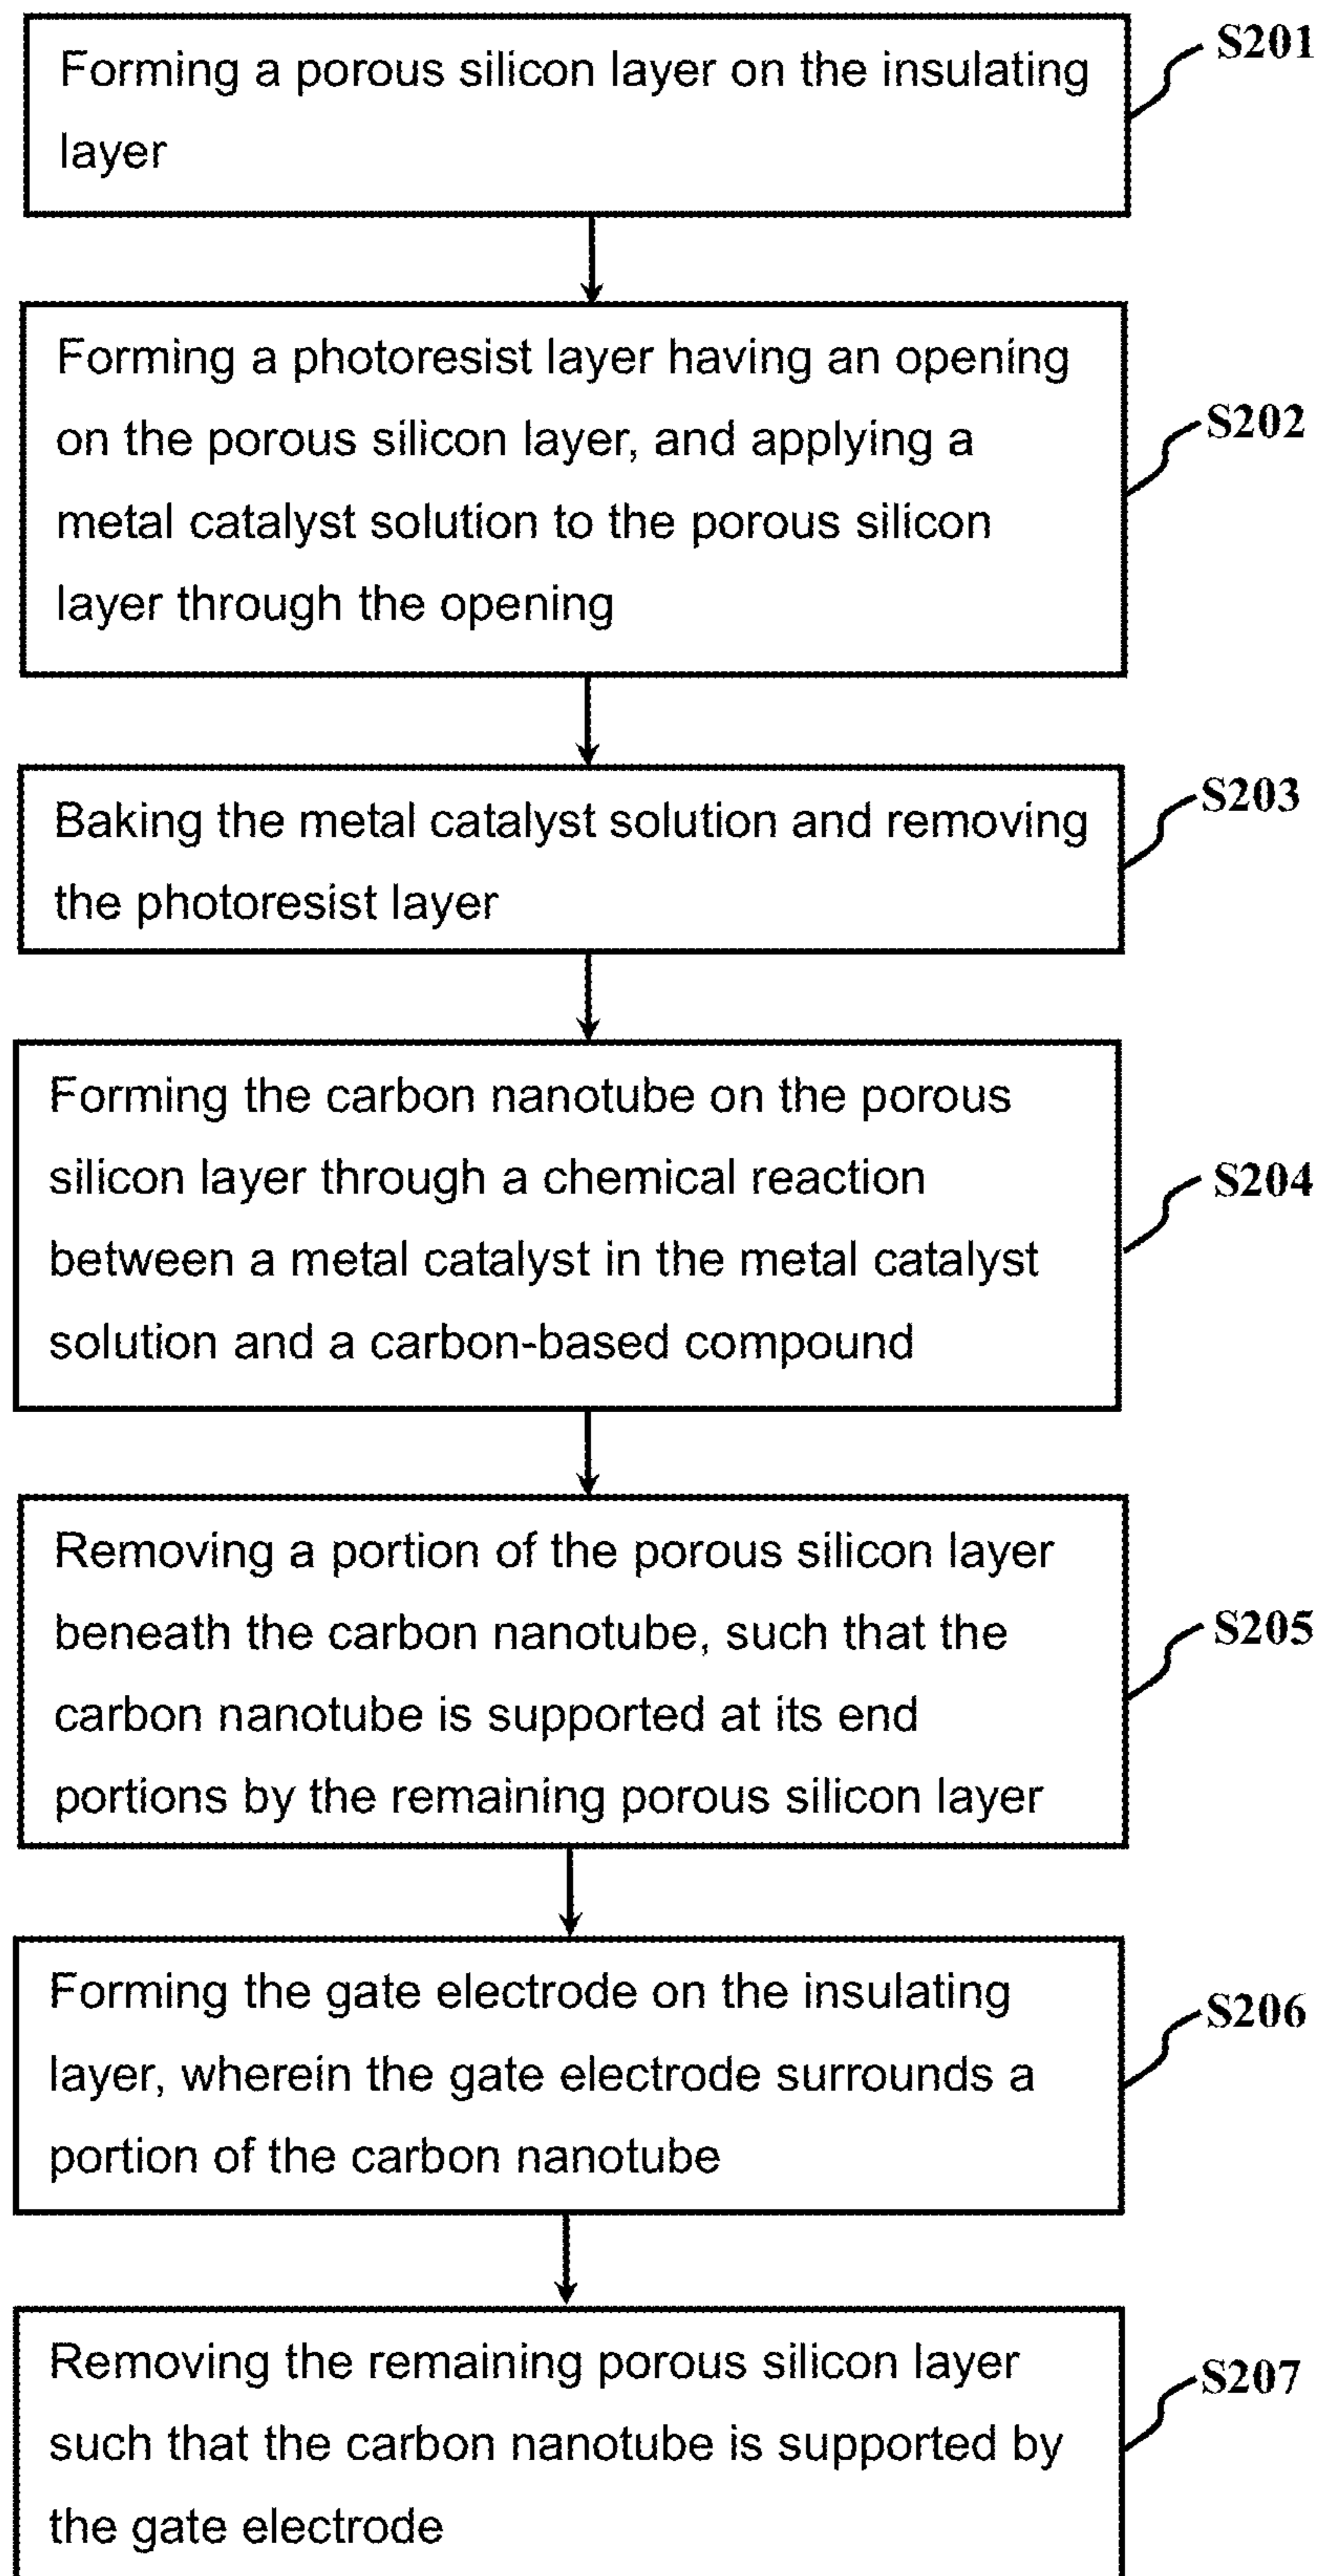 Forming a porous silicon layer on the insulating
layer
S201
Forming a photoresist layer having an opening
on the porous silicon layer, and applying a
metal catalyst solution to the porous silicon
layer through the opening
S202
Baking the metal catalyst solution and removing
the photoresist layer
S203
Forming the carbon nanotube on the porous
silicon layer through a chemical reaction
between a metal catalyst in the metal catalyst
solution and a carbon-based compound
S204
Removing a portion of the porous silicon layer
beneath the carbon nanotube, such that the
carbon nanotube is supported at its end
portions by the remaining porous silicon layer
S205
Forming the gate electrode on the insulating
layer, wherein the gate electrode surrounds a
portion of the carbon nanotube
S206
Removing the remaining porous silicon layer
such that the carbon nanotube is supported by
the gate electrode
S207